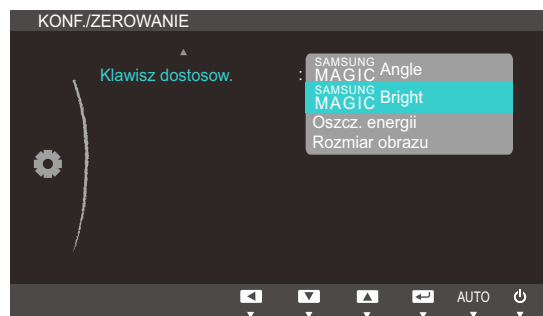 KONF./ZEROWANIE
Klawisz dostosow. : SAMSUNG MAGIC Angle
SAMSUNG MAGIC Bright
Oszcz. energii
Rozmiar obrazu
AUTO